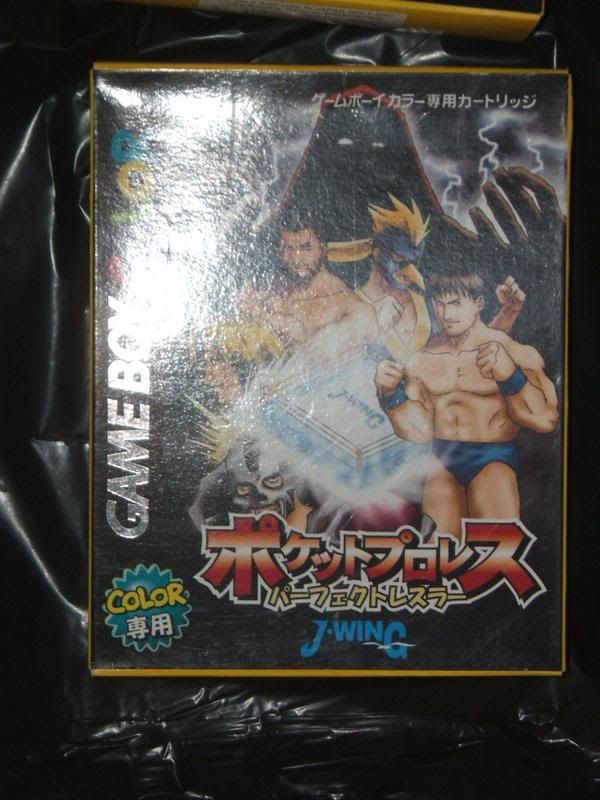 ゲームボーイカラー専用カートリッジ
GAME BOY COLOR
J-WING
ポケットプロレス
パーフェクトレスラー
J-WING
COLOR
専用